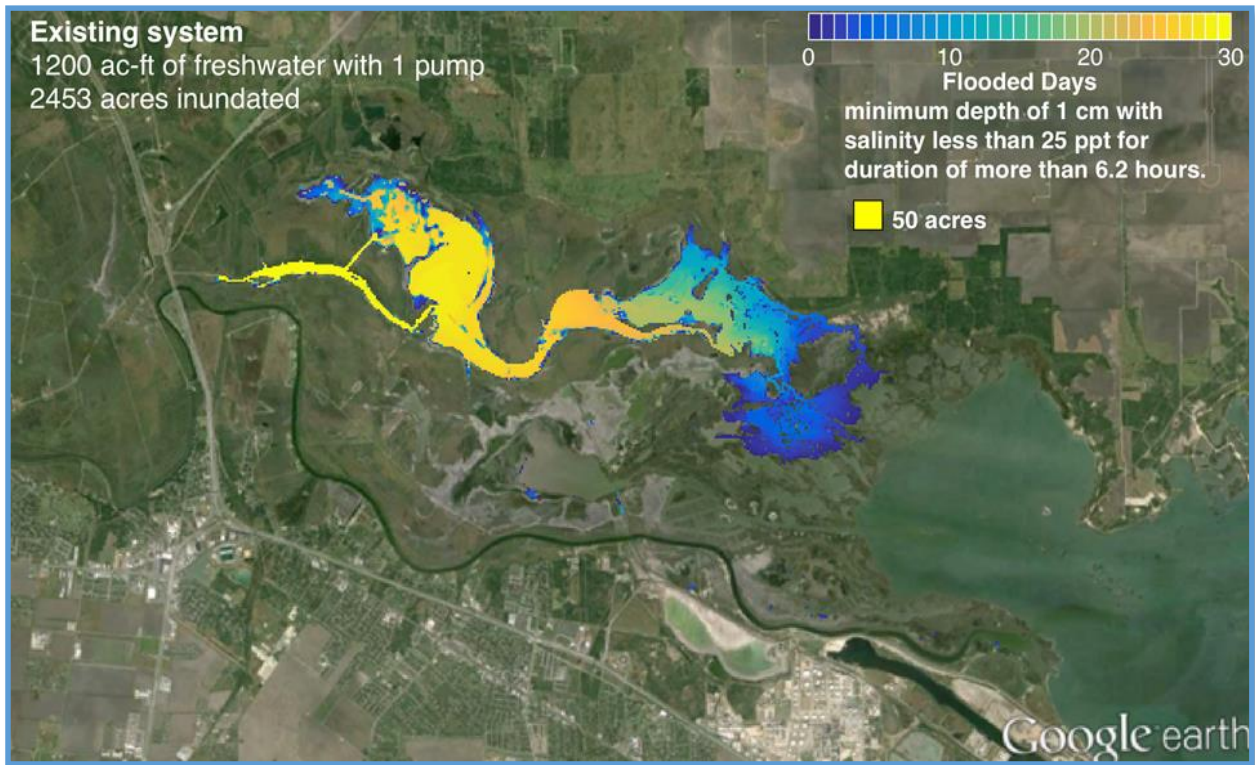 Existing system
1200 ac-ft of freshwater with 1 pump
2453 acres inundated
0 10 20 30
Flooded Days
minimum depth of 1 cm with
salinity less than 25 ppt for
duration of more than 6.2 hours.
50 acres
Google earth